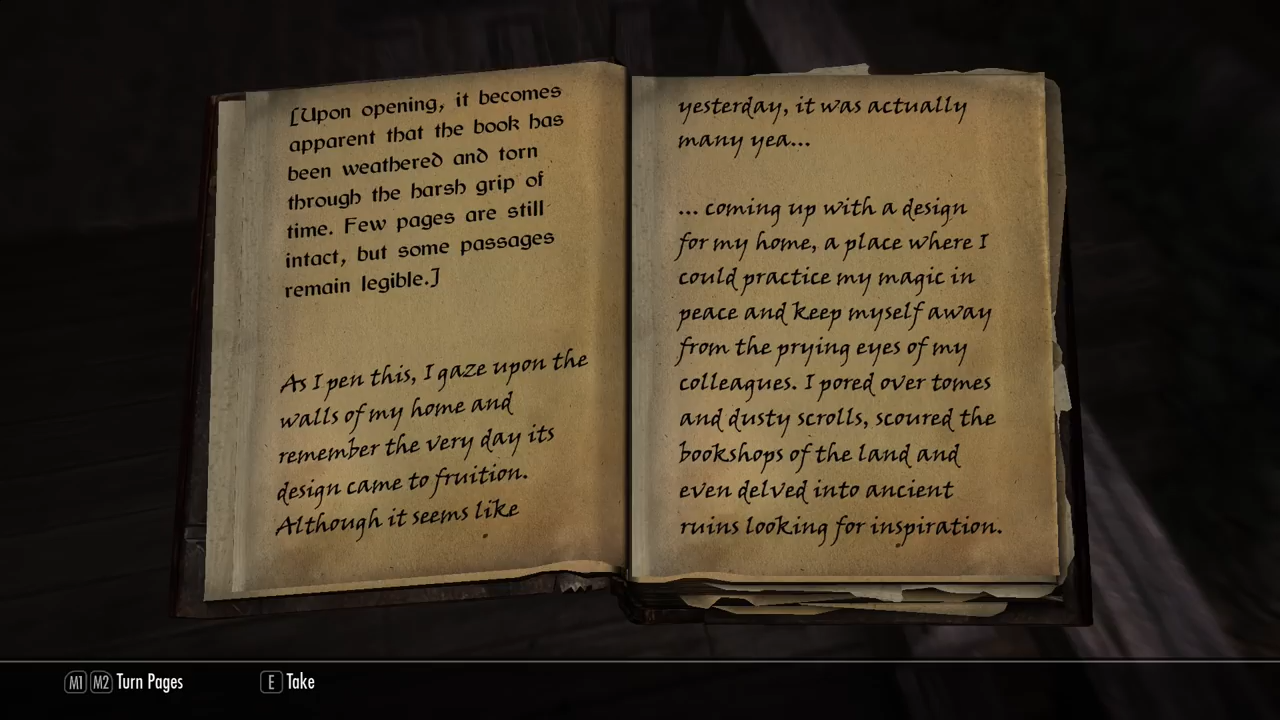 [Upon opening, it becomes
apparent that the book has
been weathered and torn
through the harsh grip of
time. Few pages are still
intact, but some passages
remain legible.]
As I pen this, I gaze upon the
walls of my home and
remember the very day its
design came to fruition.
Although it seems like
yesterday, it was actually
many yea...
... coming up with a design
for my home, a place where I
could practice my magic in
peace and keep myself away
from the prying eyes of my
colleagues. I pored over tomes
and dusty scrolls, scoured the
bookshops of the land and
even delved into ancient
ruins looking for inspiration.
M1 M2 Turn Pages
E Take